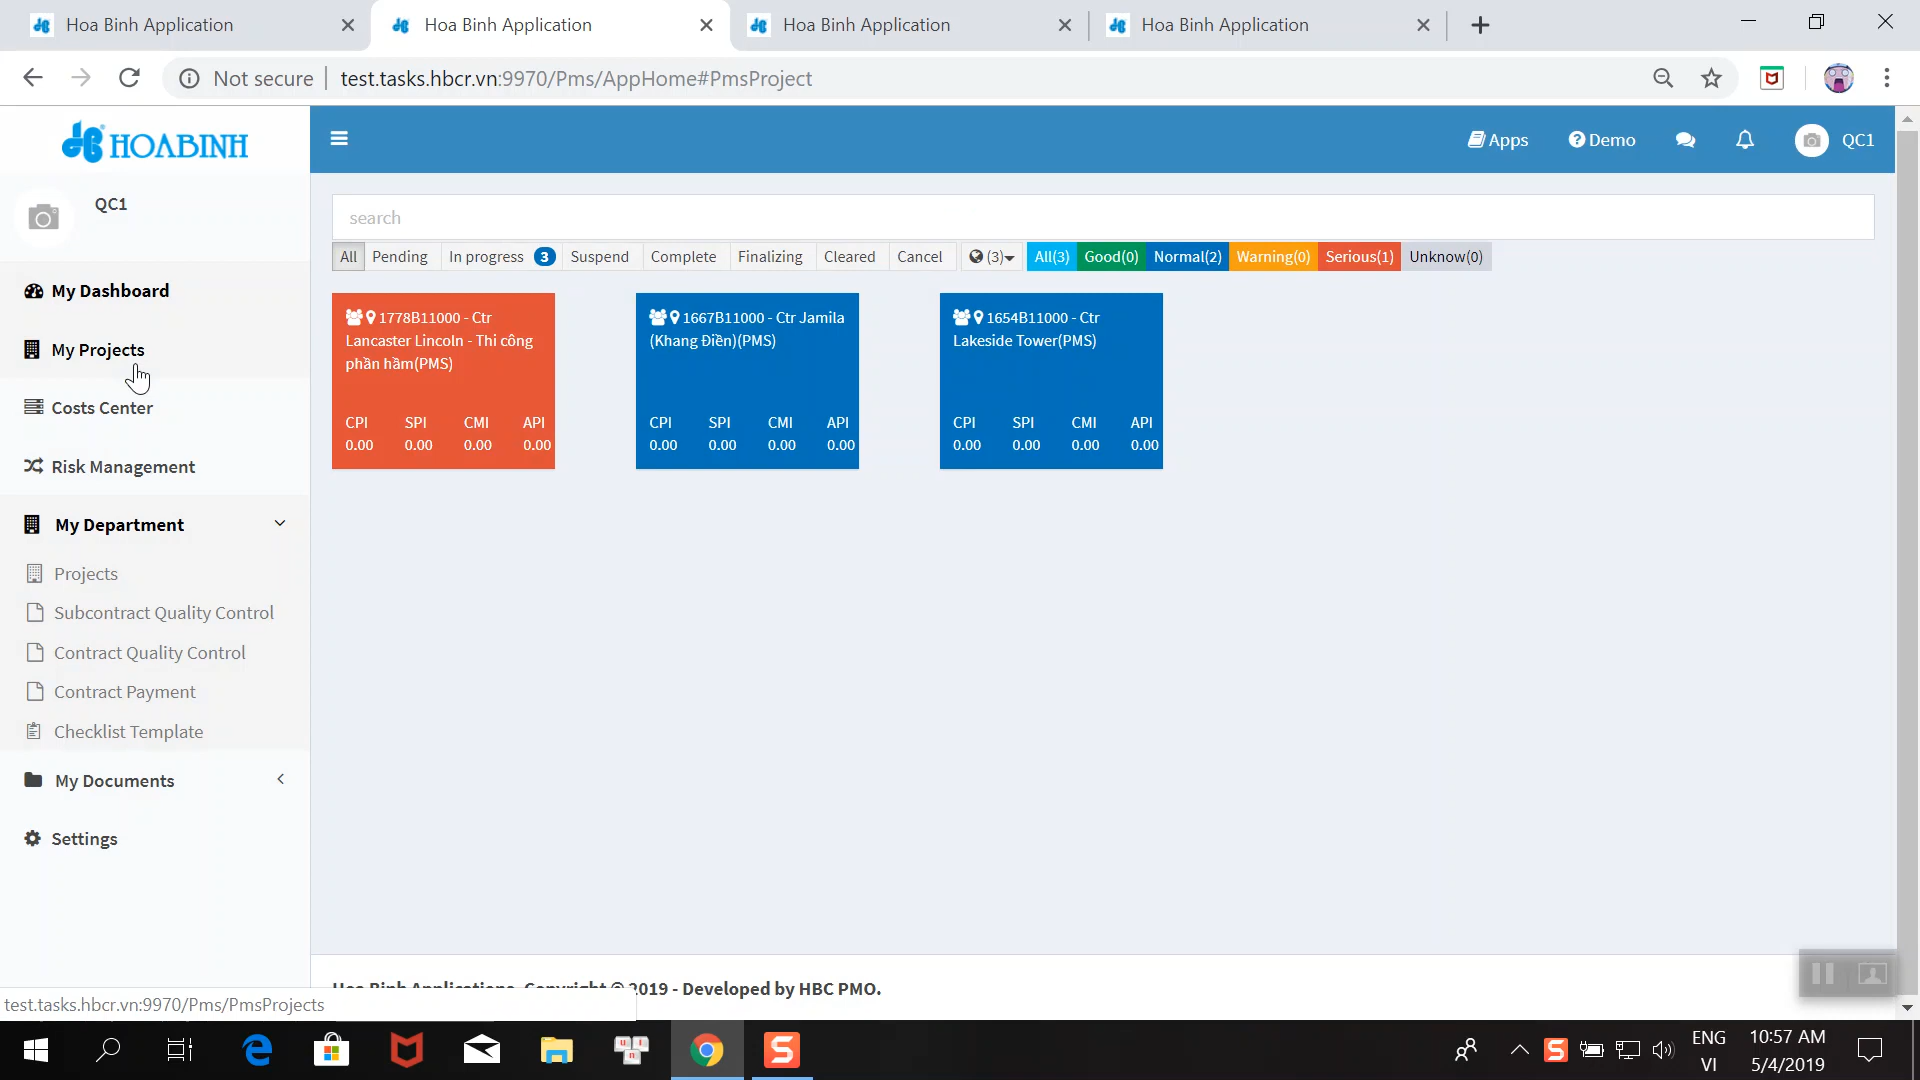 Hoa Binh Application
Hoa Binh Application
Hoa Binh Application
Hoa Binh Application
Not secure
test.tasks.hbcr.vn:9970/Pms/AppHome#PmsProject
HOABINH
Apps
Demo
QC1
QC1
My Dashboard
My Projects
Costs Center
Risk Management
My Department
Projects
Subcontract Quality Control
Contract Quality Control
Contract Payment
Checklist Template
My Documents
Settings
search
All Pending In progress 3 Suspend Complete Finalizing Cleared Cancel (3) All(3) Good(0) Normal(2) Warning(0) Serious(1) Unknow(0)
1778B11000 - Ctr
Lancaster Lincoln - Thi công
phần hầm(PMS)
CPI SPI CMI API
0.00 0.00 0.00 0.00
1667B11000 - Ctr Jamila
(Khang Điền)(PMS)
CPI SPI CMI API
0.00 0.00 0.00 0.00
1654B11000 - Ctr
Lakeside Tower(PMS)
CPI SPI CMI API
0.00 0.00 0.00 0.00
Hoa Binh Applications. Copyright © 2019 - Developed by HBC PMO.
test.tasks.hbcr.vn:9970/Pms/PmsProjects
ENG
VI
10:57 AM
5/4/2019